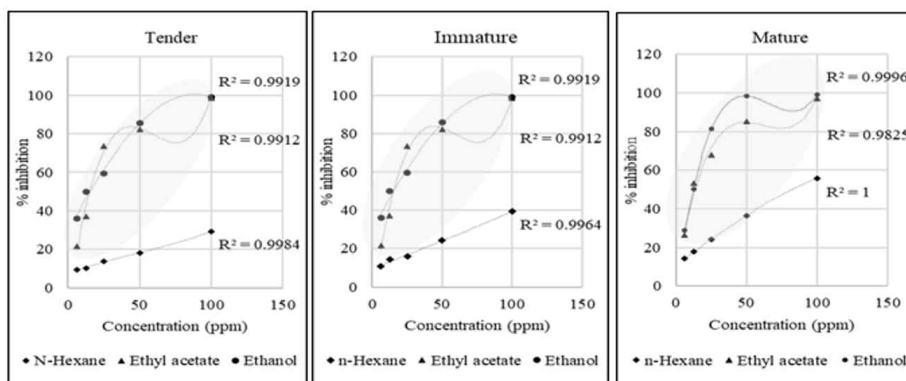 Tender
120
100
80
60
40
20
0
% inhibition
0 50 100 150
Concentration (ppm)
R² = 0.9919
R² = 0.9912
R² = 0.9984
N-Hexane Ethyl acetate Ethanol
Immature
120
100
80
60
40
20
0
% inhibition
0 50 100 150
Concentration (ppm)
R² = 0.9919
R² = 0.9912
R² = 0.9964
n-Hexane Ethyl acetate Ethanol
Mature
120
100
80
60
40
20
0
% inhibition
0 50 100 150
Concentration (ppm)
R² = 0.9996
R² = 0.9825
R² = 1
n-Hexane Ethyl acetate Ethanol